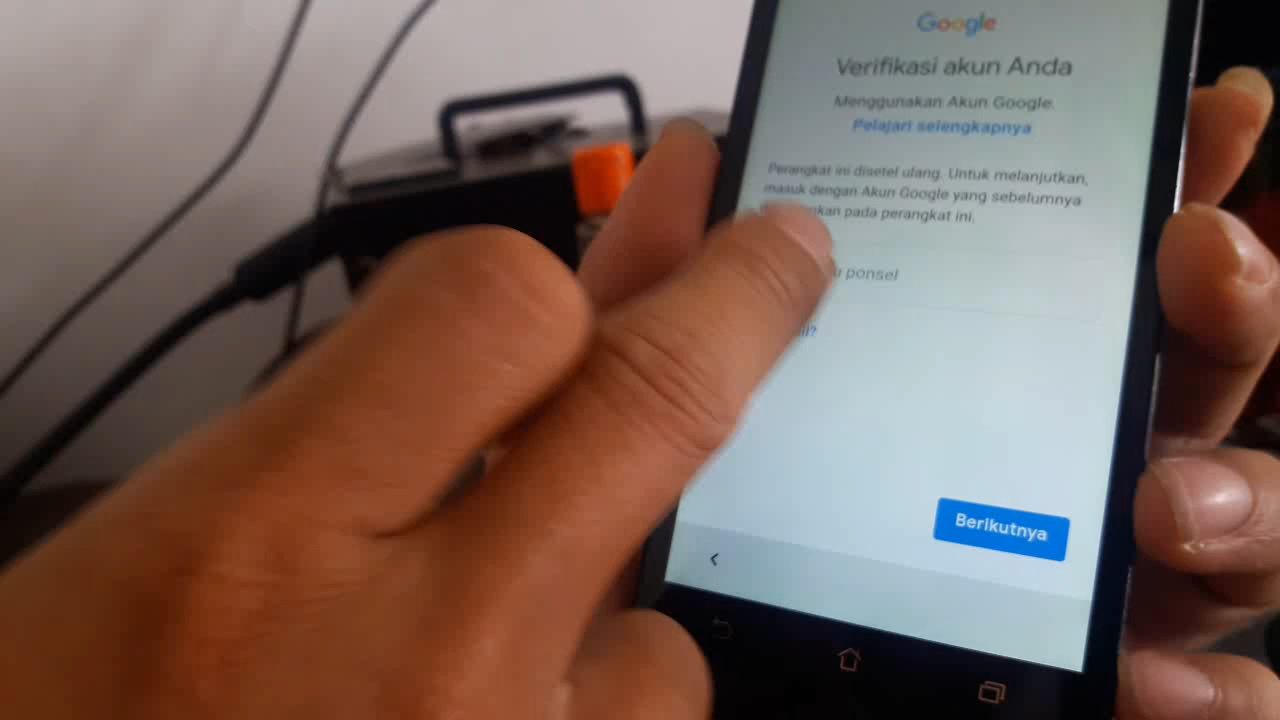 Google
Verifikasi akun Anda
Menggunakan Akun Google.
Pelajari selengkapnya
Perangkat ini disetel ulang. Untuk melanjutkan,
masuk dengan Akun Google yang sebelumnya
pada perangkat ini.
ponsel
Berikutnya